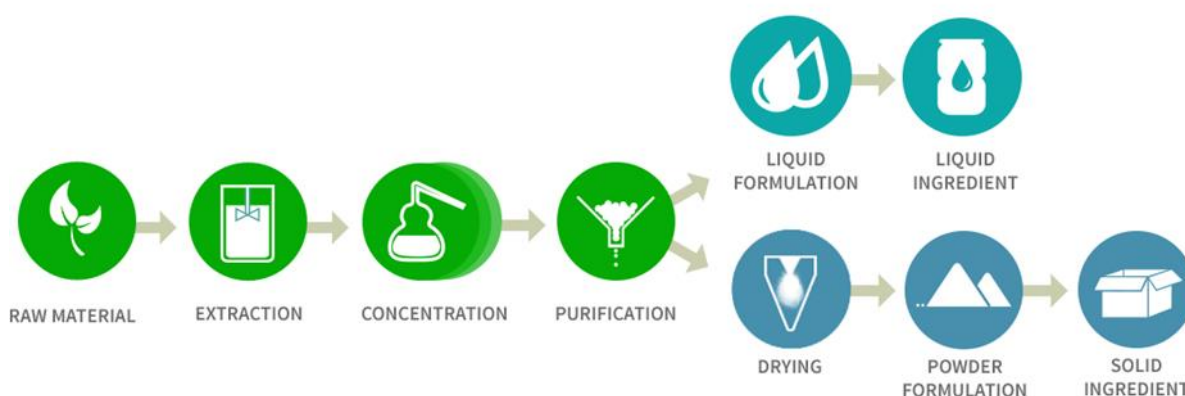 LIQUID
FORMULATION
LIQUID
INGREDIENT
RAW MATERIAL
EXTRACTION
CONCENTRATION
PURIFICATION
DRYING
POWDER
FORMULATION
SOLID
INGREDIENT